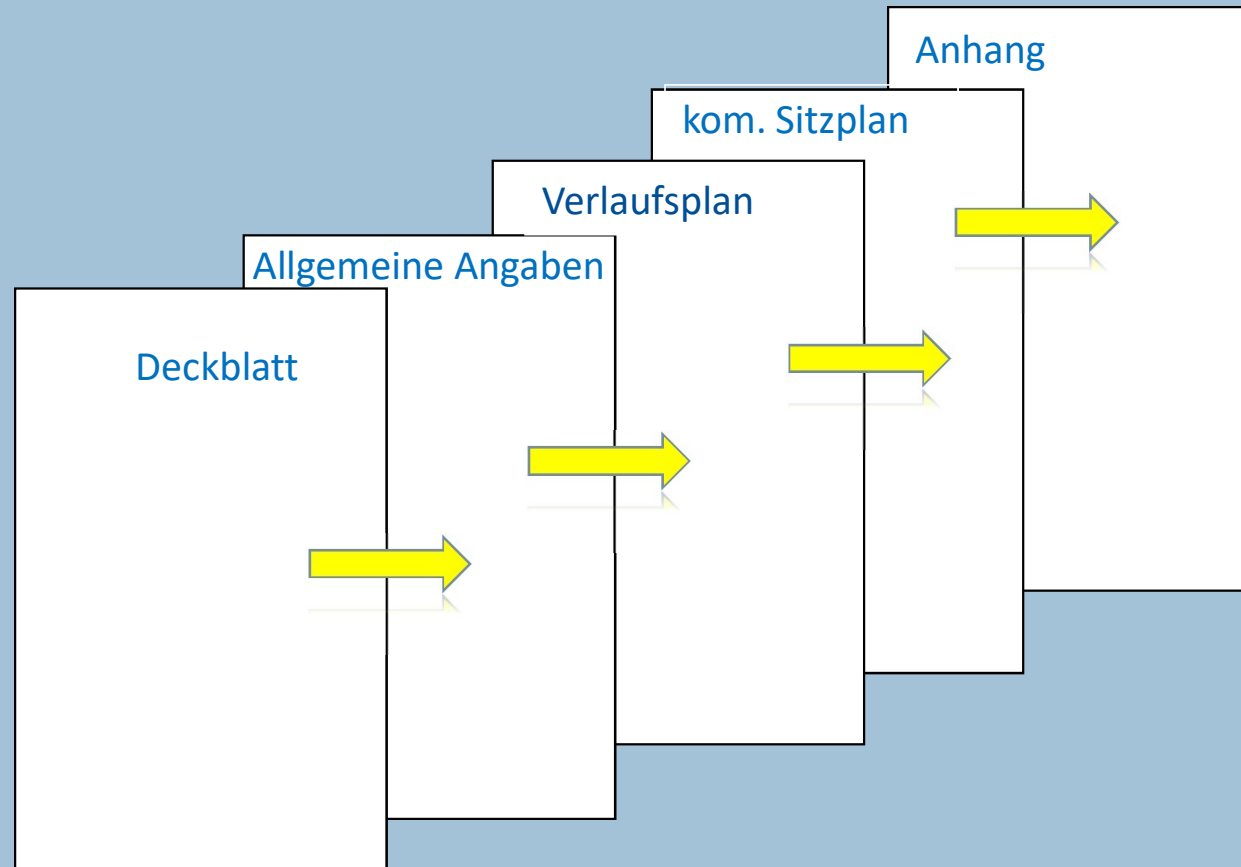 Deckblatt
Allgemeine Angaben
Verlaufsplan
kom. Sitzplan
Anhang